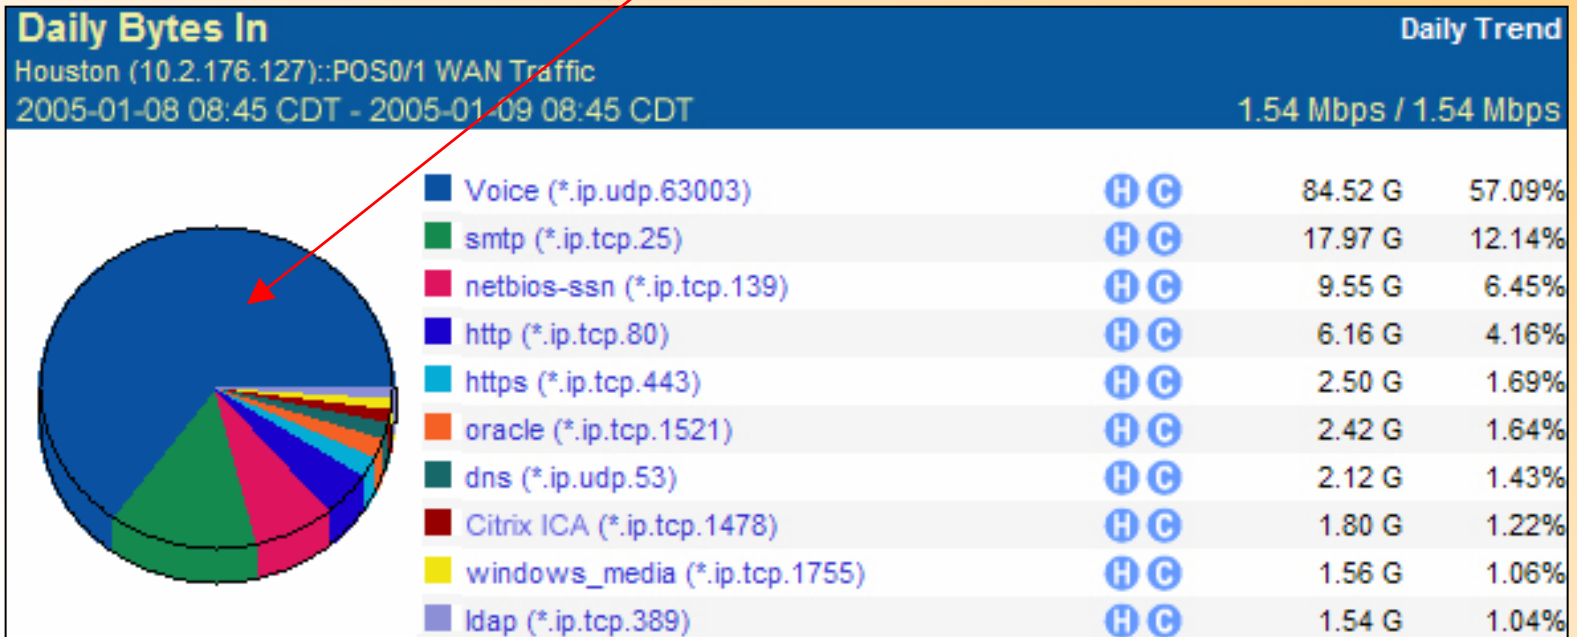 Daily Bytes In Daily Trend
Houston (10.2.176.127)::POS0/1 WAN Traffic
2005-01-08 08:45 CDT - 2005-01-09 08:45 CDT 1.54 Mbps / 1.54 Mbps
Voice (*.ip.udp.63003) H C 84.52 G 57.09%
smtp (*.ip.tcp.25) H C 17.97 G 12.14%
netbios-ssn (*.ip.tcp.139) H C 9.55 G 6.45%
http (*.ip.tcp.80) H C 6.16 G 4.16%
https (*.ip.tcp.443) H C 2.50 G 1.69%
oracle (*.ip.tcp.1521) H C 2.42 G 1.64%
dns (*.ip.udp.53) H C 2.12 G 1.43%
Citrix ICA (*.ip.tcp.1478) H C 1.80 G 1.22%
windows_media (*.ip.tcp.1755) H C 1.56 G 1.06%
ldap (*.ip.tcp.389) H C 1.54 G 1.04%